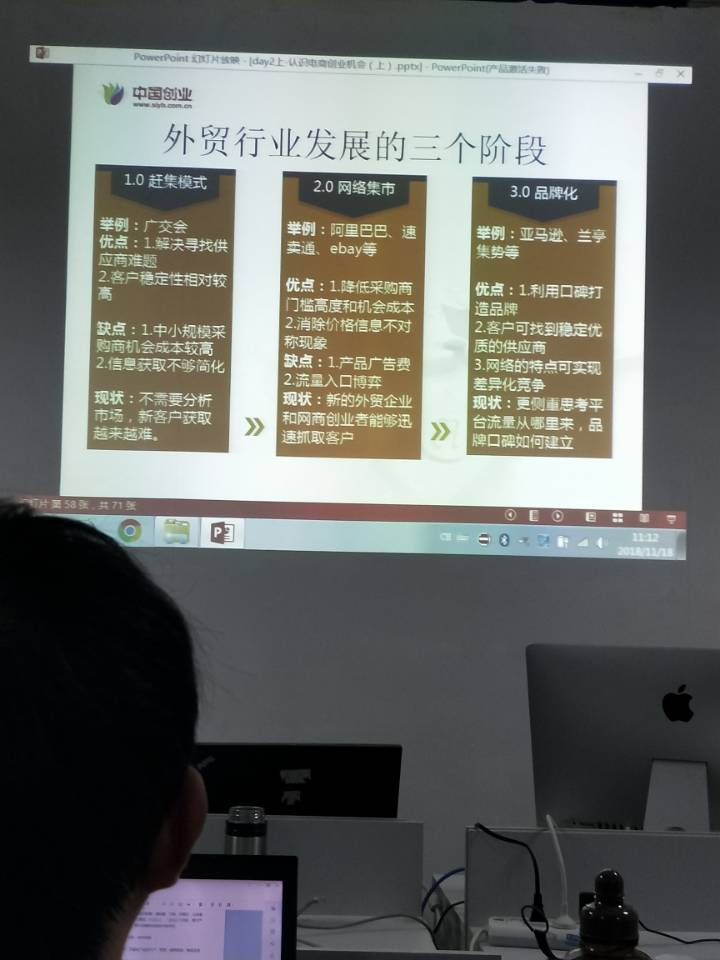 PowerPoint 幻灯片放映 - [day2上-认识电商创业机会（上）.pptx] - PowerPoint(产品激活失败)
中国创业
www.siyb.com.cn
外贸行业发展的三个阶段
1.0 赶集模式
举例：广交会
优点：1.解决寻找供
应商难题
2.客户稳定性相对较
高
缺点：1.中小规模采
购商机会成本较高
2.信息获取不够简化
现状：不需要分析
市场，新客户获取
越来越难。
2.0 网络集市
举例：阿里巴巴、速
卖通、ebay等
优点：1.降低采购商
门槛高度和机会成本
2.消除价格信息不对
称现象
缺点：1.产品广告费
2.流量入口博弈
现状：新的外贸企业
和网商创业者能够迅
速抓取客户
3.0 品牌化
举例：亚马逊、兰亭
集势等
优点：1.利用口碑打
造品牌
2.客户可找到稳定优
质的供应商
3.网络的特点可实现
差异化竞争
现状：更侧重思考平
台流量从哪里来，品
牌口碑如何建立
灯片 第 58 张，共 71 张
CH
11:12
2018/11/18